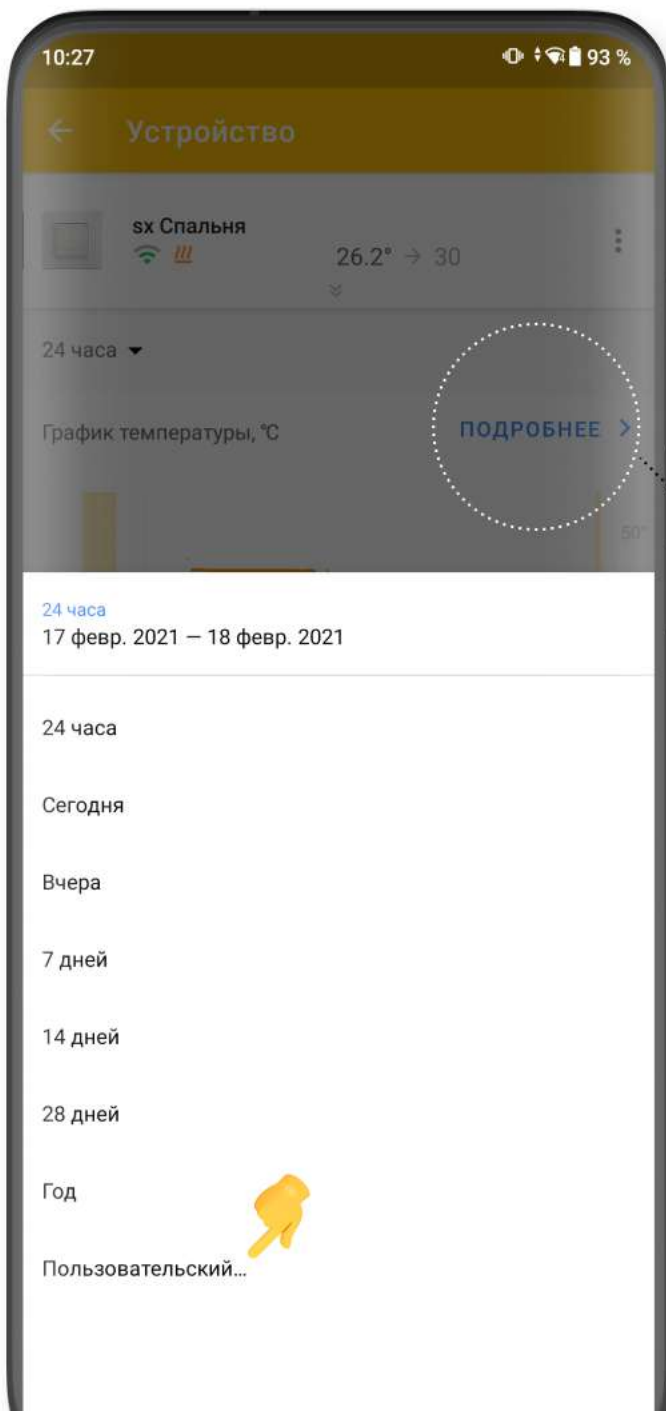 10:27 93 %
Устройство
sx Спальня
26.2° → 30
24 часа
График температуры, °C ПОДРОБНЕЕ >
50°
24 часа
17 февр. 2021 — 18 февр. 2021
24 часа
Сегодня
Вчера
7 дней
14 дней
28 дней
Год
Пользовательский...